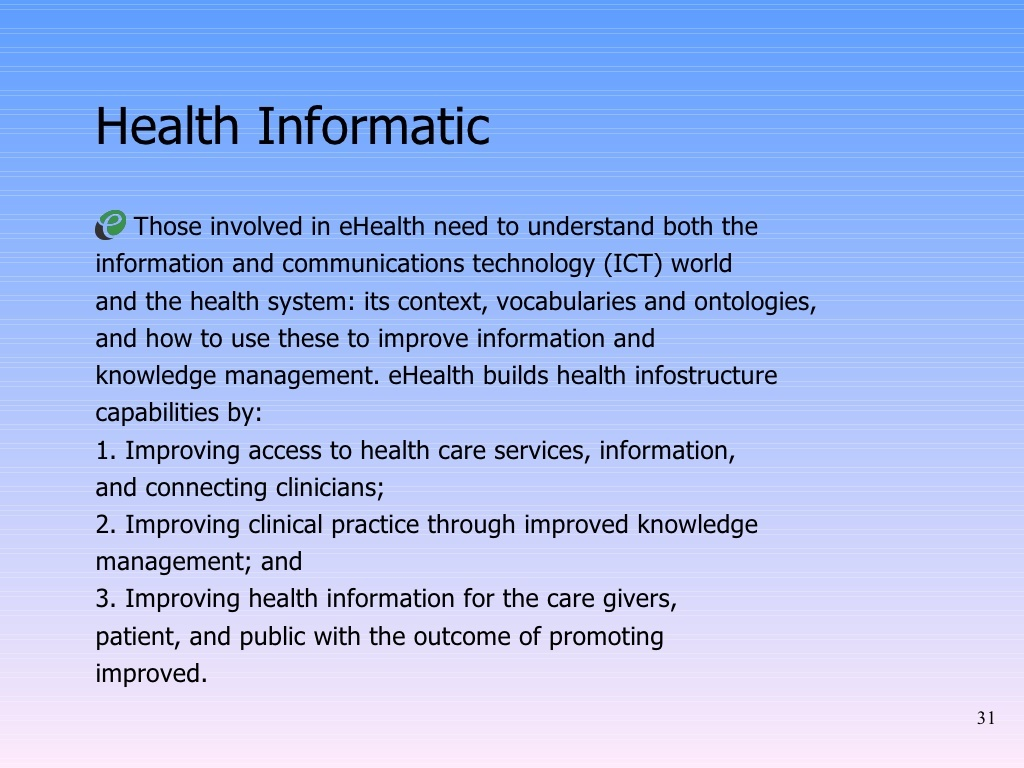 Health Informatic
Those involved in eHealth need to understand both the
information and communications technology (ICT) world
and the health system: its context, vocabularies and ontologies,
and how to use these to improve information and
knowledge management. eHealth builds health infostructure
capabilities by:
1. Improving access to health care services, information,
and connecting clinicians;
2. Improving clinical practice through improved knowledge
management; and
3. Improving health information for the care givers,
patient, and public with the outcome of promoting
improved.
31